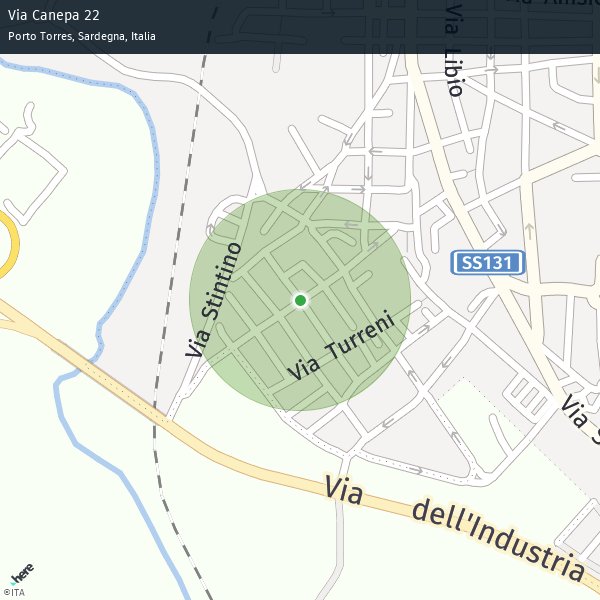 Via Canepa 22
Porto Torres, Sardegna, Italia
Via Libio
SS131
Via Stintino
Via Turreni
Via S
Via dell'Industria
here
©ITA